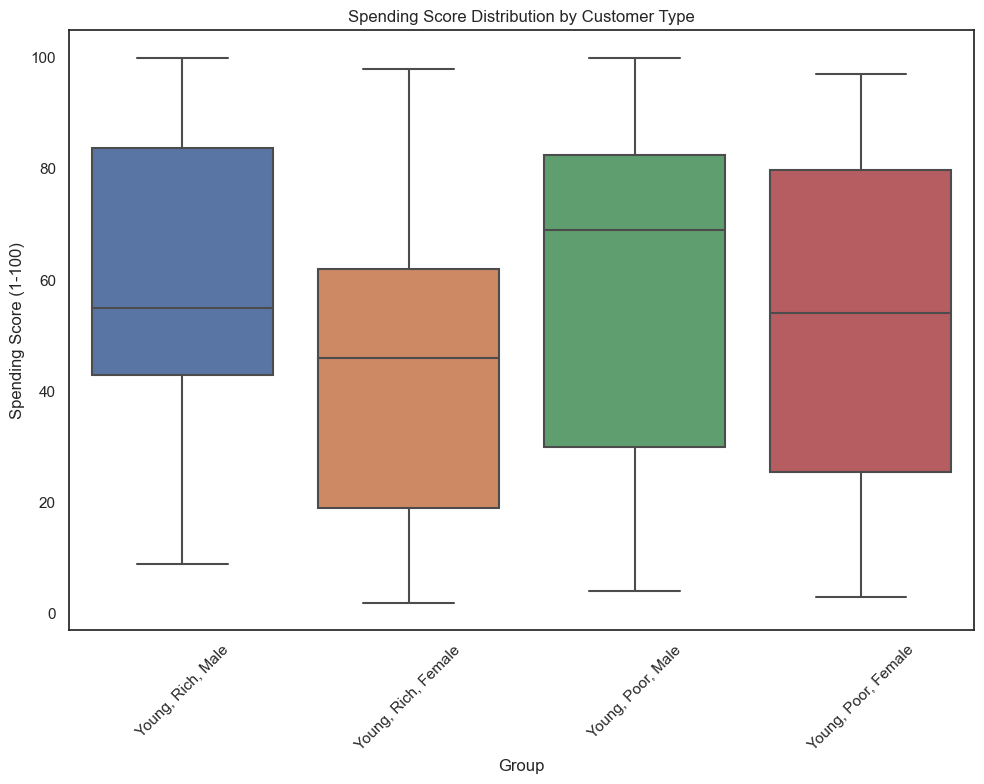 Spending Score Distribution by Customer Type
Spending Score (1-100)
100
80
60
40
20
0
Young, Rich, Male
Young, Rich, Female
Young, Poor, Male
Young, Poor, Female
Group